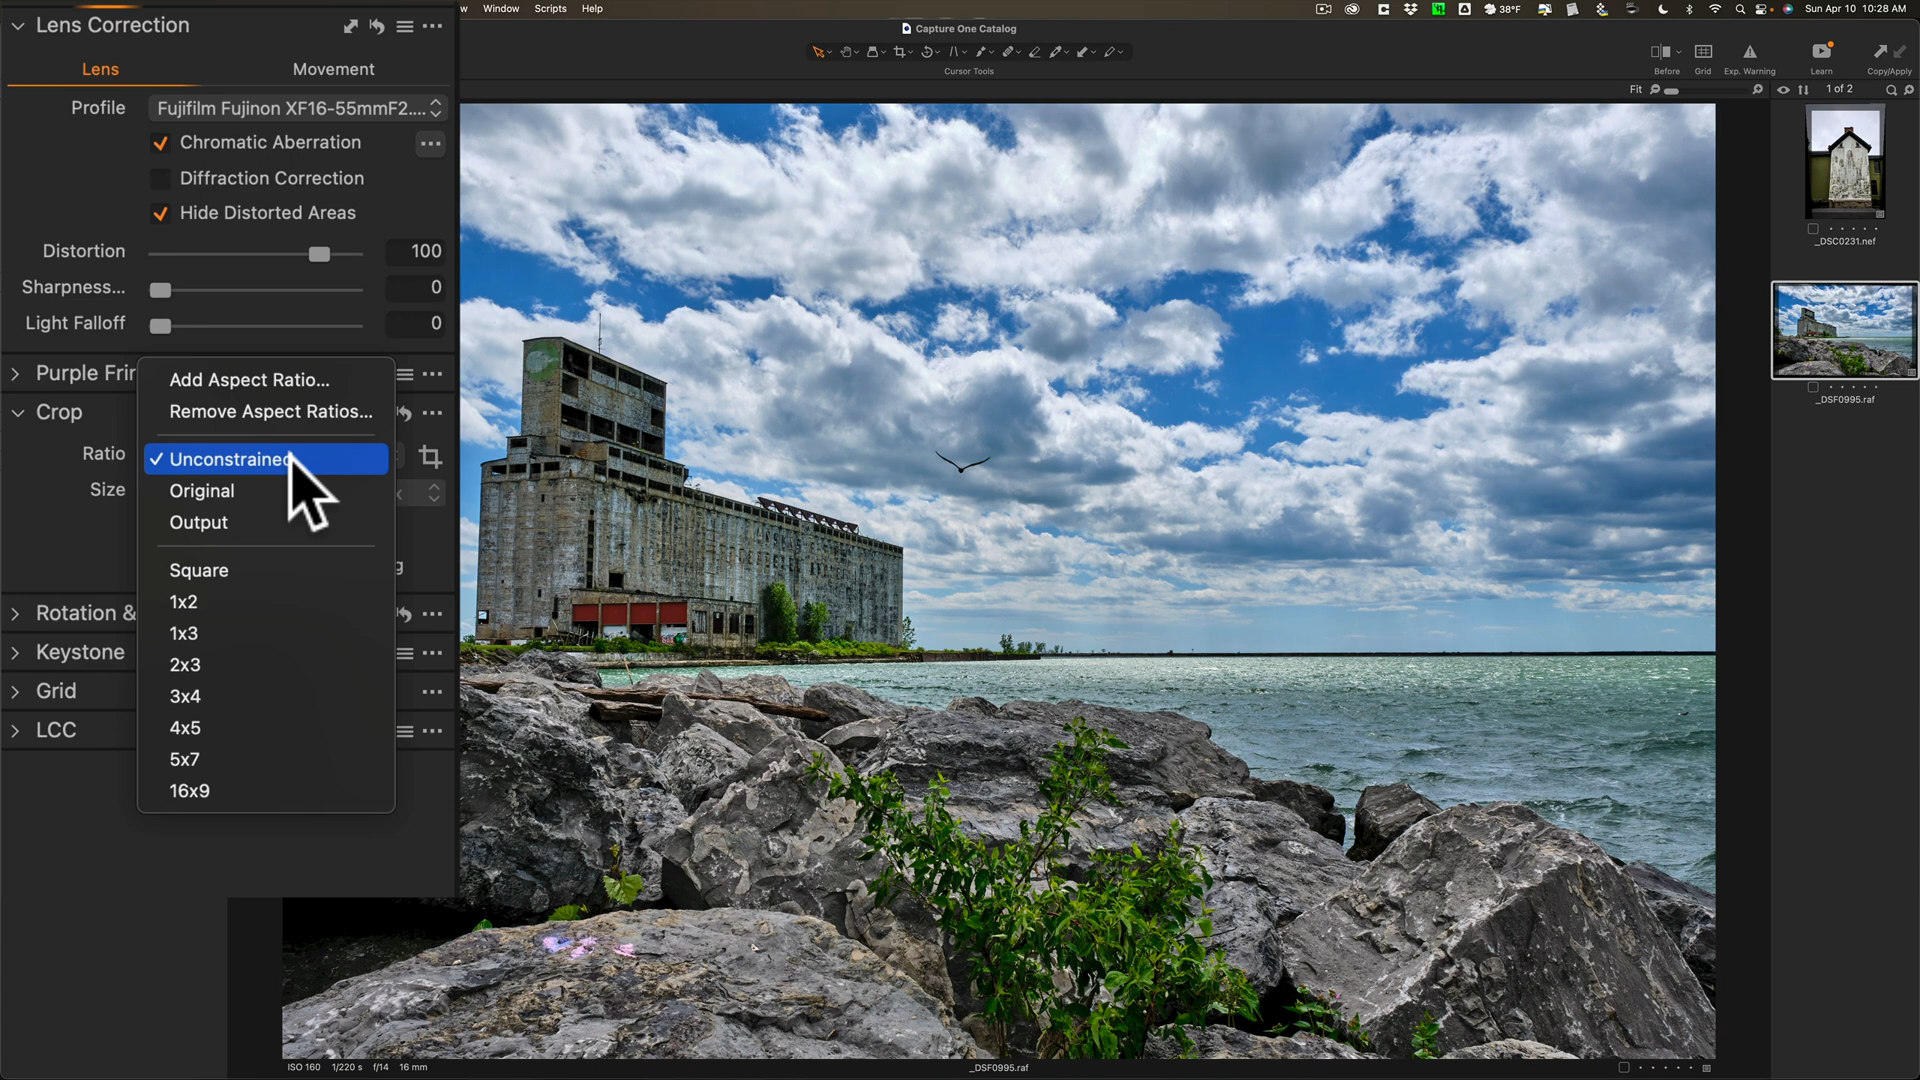 w Window Scripts Help
38°F Sun Apr 10 10:28 AM
Capture One Catalog
Cursor Tools
Before Grid Exp. Warning Learn Copy/Apply
Fit
1 of 2
Lens Correction
Lens Movement
Profile Fujifilm Fujinon XF16-55mmF2....
Chromatic Aberration
Diffraction Correction
Hide Distorted Areas
Distortion 100
Sharpness... 0
Light Falloff 0
Purple Frin
Crop
Ratio
Size
Add Aspect Ratio...
Remove Aspect Ratios...
Unconstrained
Original
Output
Square
1x2
1x3
2x3
3x4
4x5
5x7
16x9
g
Rotation &
Keystone
Grid
LCC
_DSC0231.nef
_DSF0995.raf
ISO 160 1/220 s f/14 16 mm
_DSF0995.raf